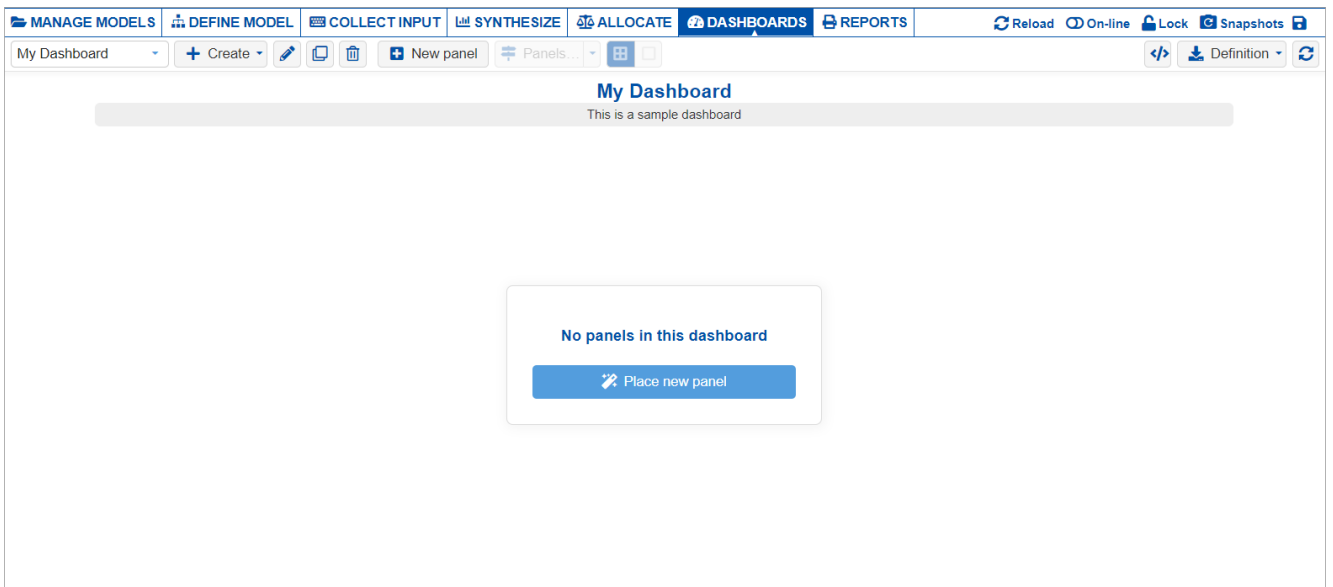 MANAGE MODELS DEFINE MODEL COLLECT INPUT SYNTHESIZE ALLOCATE DASHBOARDS REPORTS Reload On-line Lock Snapshots
My Dashboard Create New panel Panels... </> Definition
My Dashboard
This is a sample dashboard
No panels in this dashboard
Place new panel